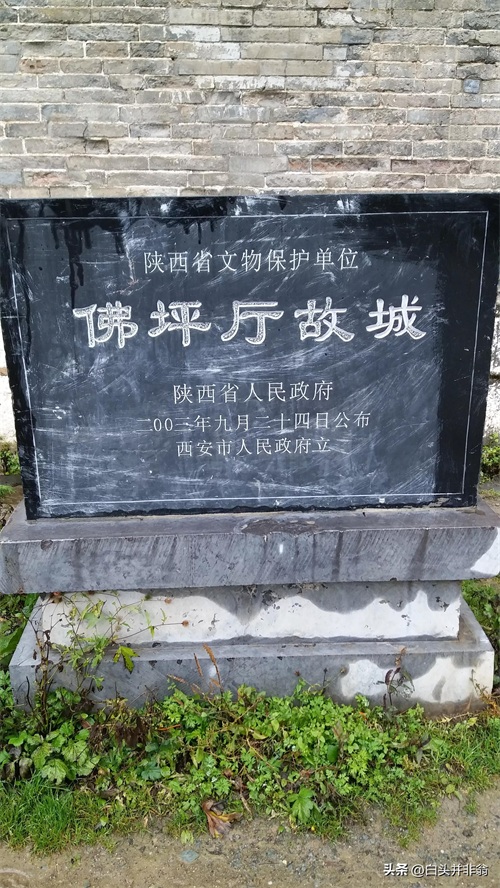 陕西省文物保护单位
佛坪厅故城
陕西省人民政府
二00三年九月二十四日公布
西安市人民政府立
头条 @白头并非翁